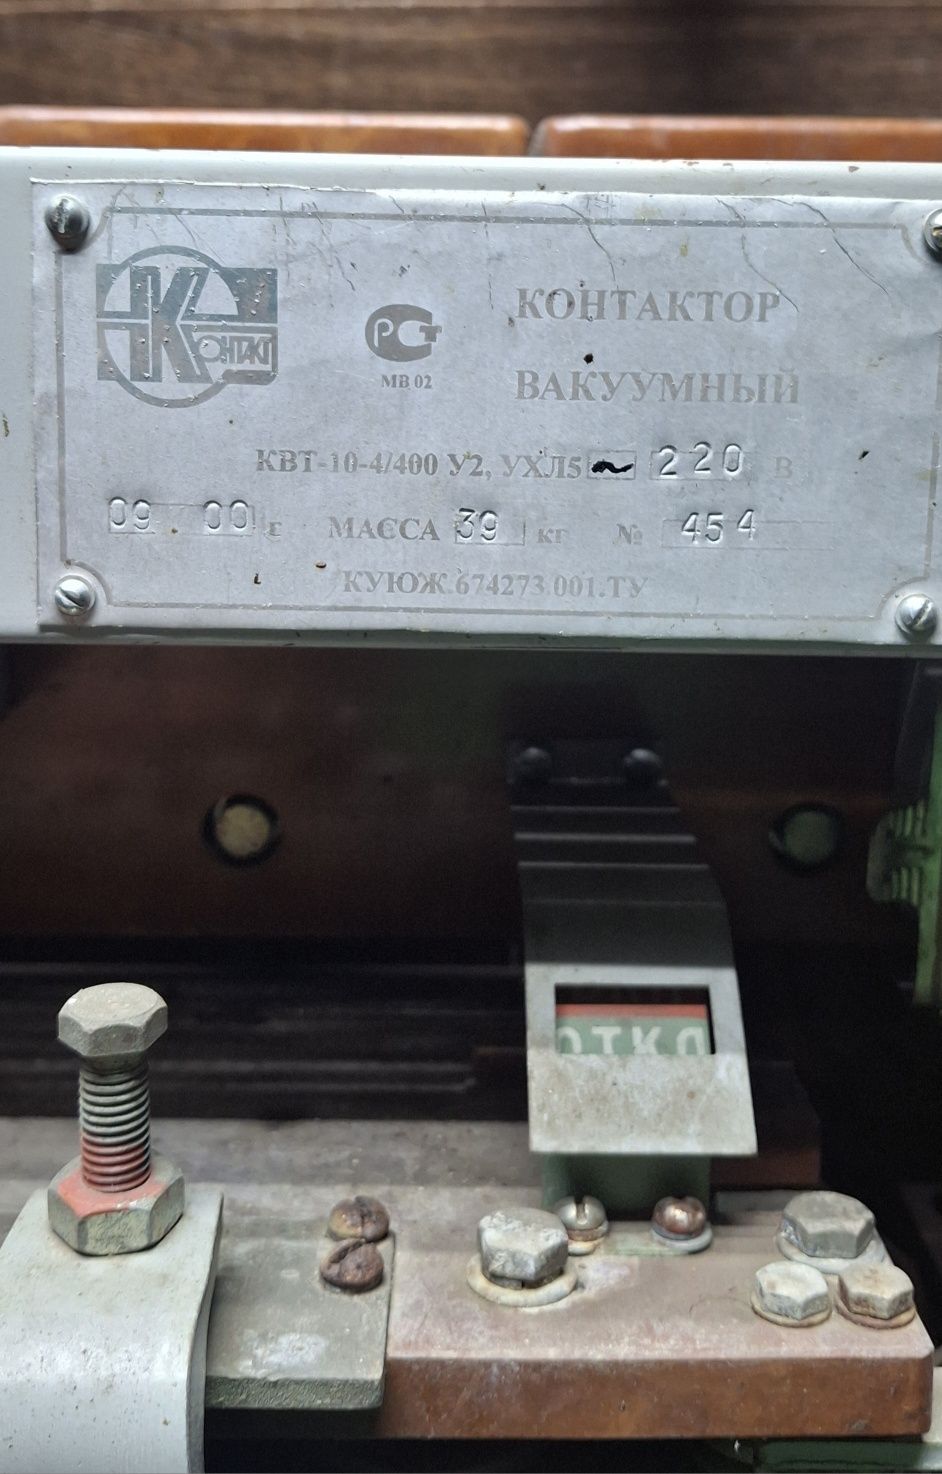 КОНТАКТ
РСТ
МВ 02
КОНТАКТОР
ВАКУУМНЫЙ
КВТ-10-4/400 У2, УХЛ5 ~ 220 В
09.00 г МАССА 39 кг № 454
КУЮЖ.674273.001.ТУ
ОТКЛ